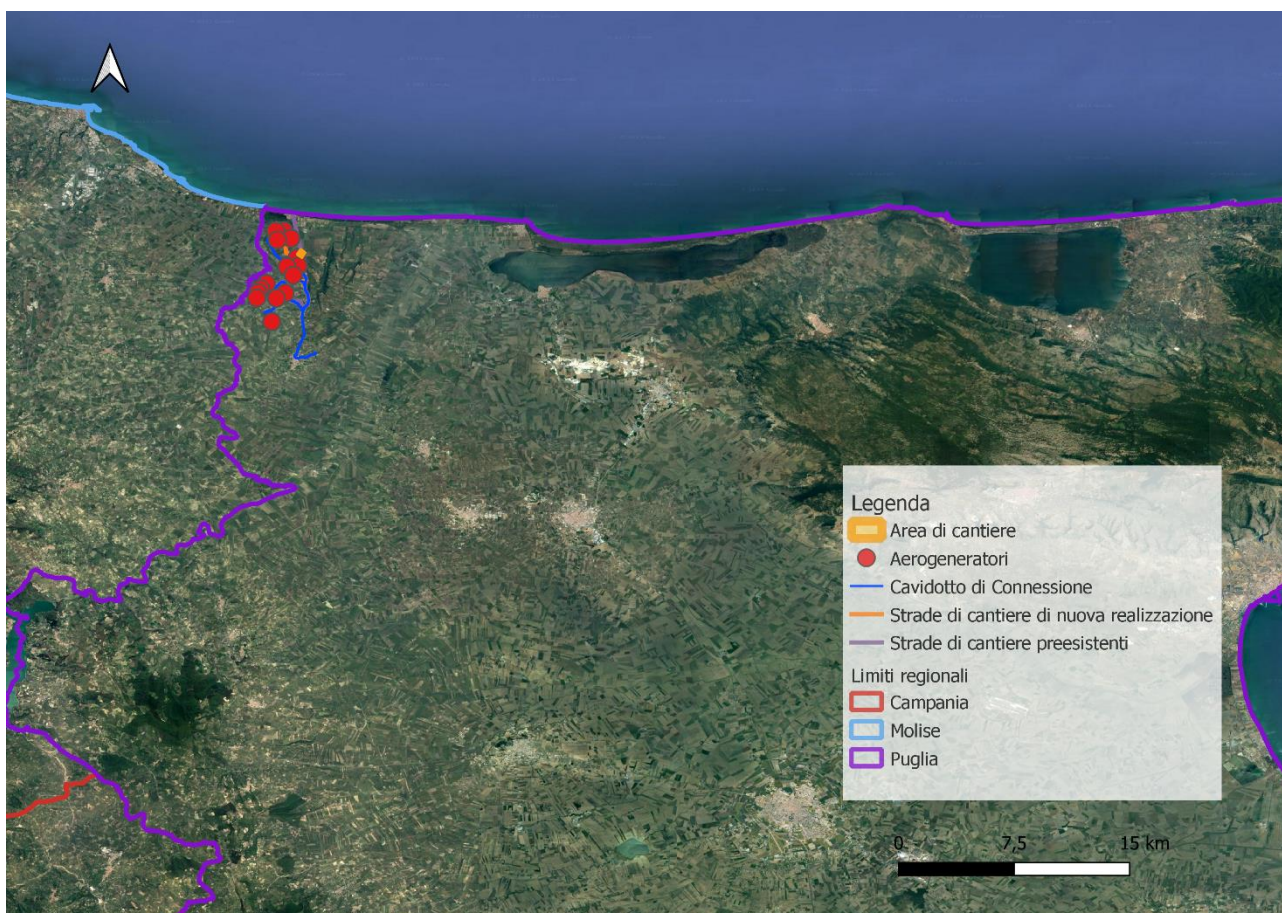 Legenda
Area di cantiere
Aerogeneratori
Cavidotto di Connessione
Strade di cantiere di nuova realizzazione
Strade di cantiere preesistenti
Limiti regionali
Campania
Molise
Puglia
0 7,5 15 km